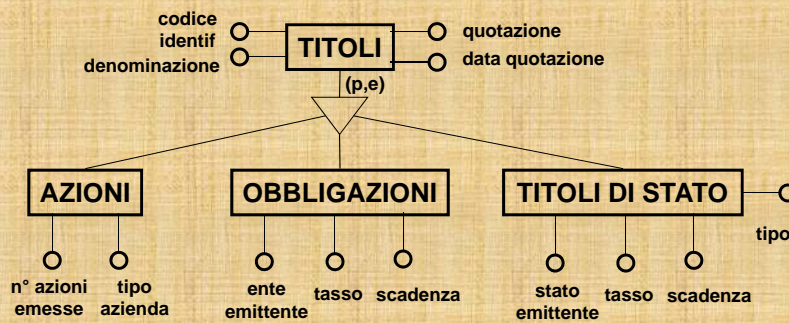 codice
identif
denominazione
TITOLI
quotazione
data quotazione
(p,e)
AZIONI
OBBLIGAZIONI
TITOLI DI STATO
tipo
n° azioni
emesse
tipo
azienda
ente
emittente
tasso
scadenza
stato
emittente
tasso
scadenza